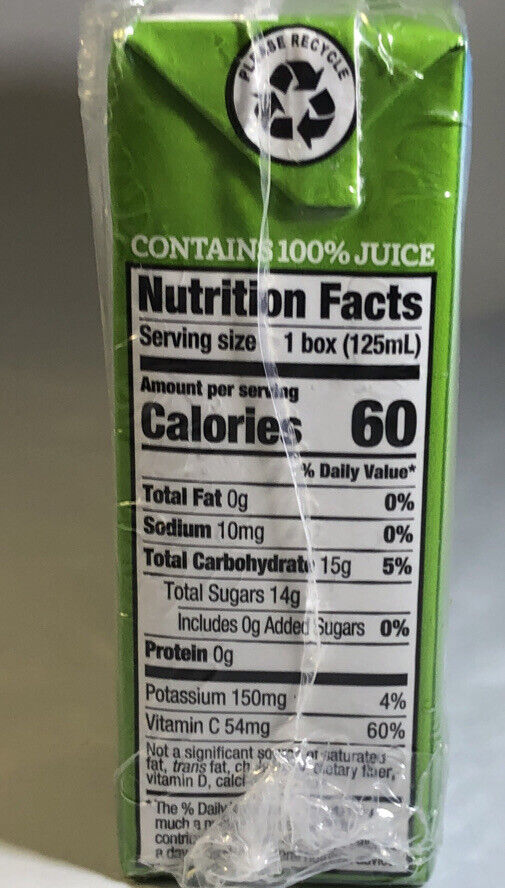 PLEASE RECYCLE
CONTAINS 100% JUICE
Nutrition Facts
Serving size 1 box (125mL)
Amount per serving
Calories 60
% Daily Value*
Total Fat 0g 0%
Sodium 10mg 0%
Total Carbohydrate 15g 5%
Total Sugars 14g
Includes 0g Added Sugars 0%
Protein 0g
Potassium 150mg 4%
Vitamin C 54mg 60%
Not a significant source of saturated
fat, trans fat, dietary fiber,
vitamin D,
*The % Daily
much
a day